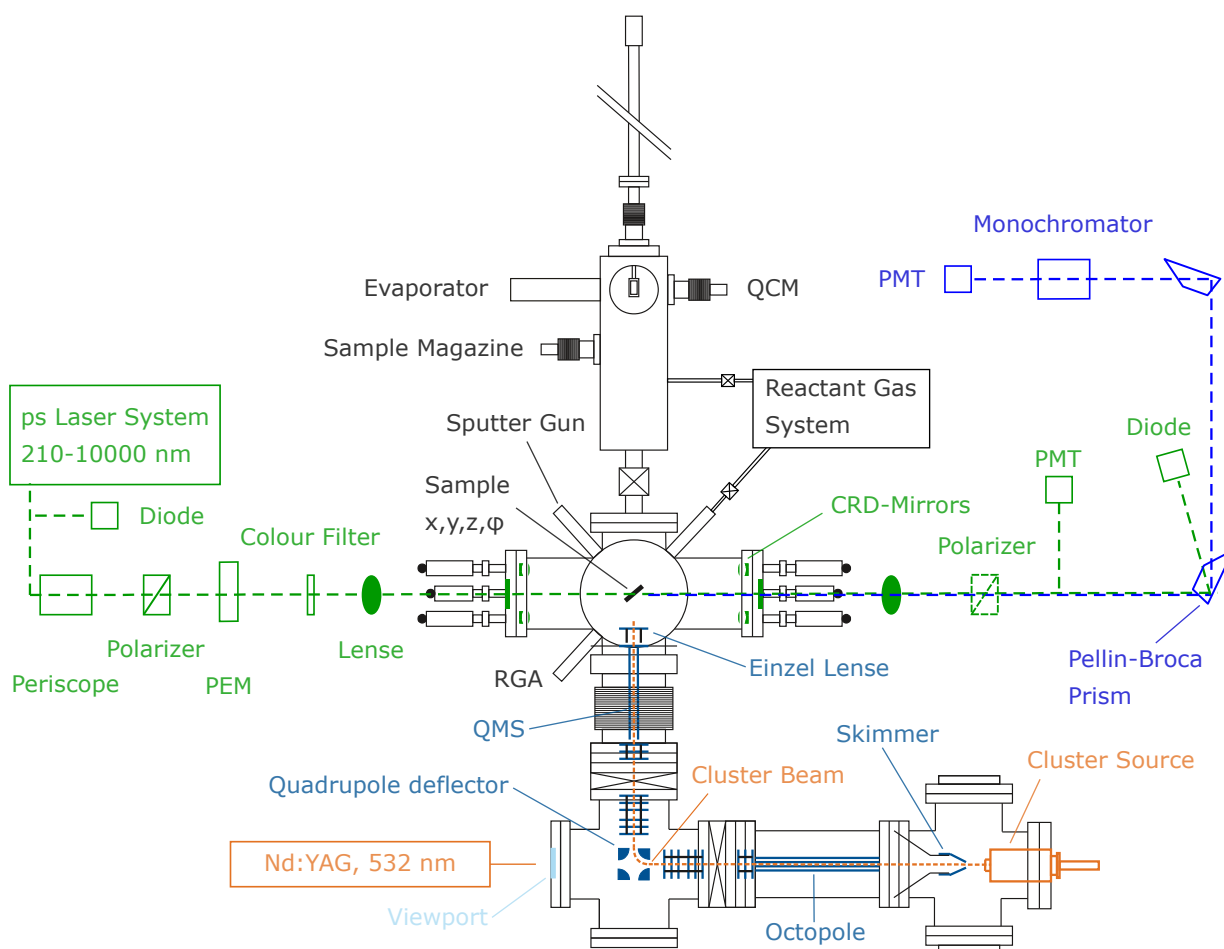 Monochromator
PMT
Evaporator
QCM
Sample Magazine
ps Laser System
210-10000 nm
Reactant Gas
System
Sputter Gun
Diode
PMT
Sample
x,y,z,φ
CRD-Mirrors
Diode
Colour Filter
Polarizer
Polarizer
Lense
Periscope
PEM
RGA
Einzel Lense
Pellin-Broca
Prism
QMS
Skimmer
Cluster Source
Quadrupole deflector
Cluster Beam
Nd:YAG, 532 nm
Viewport
Octopole